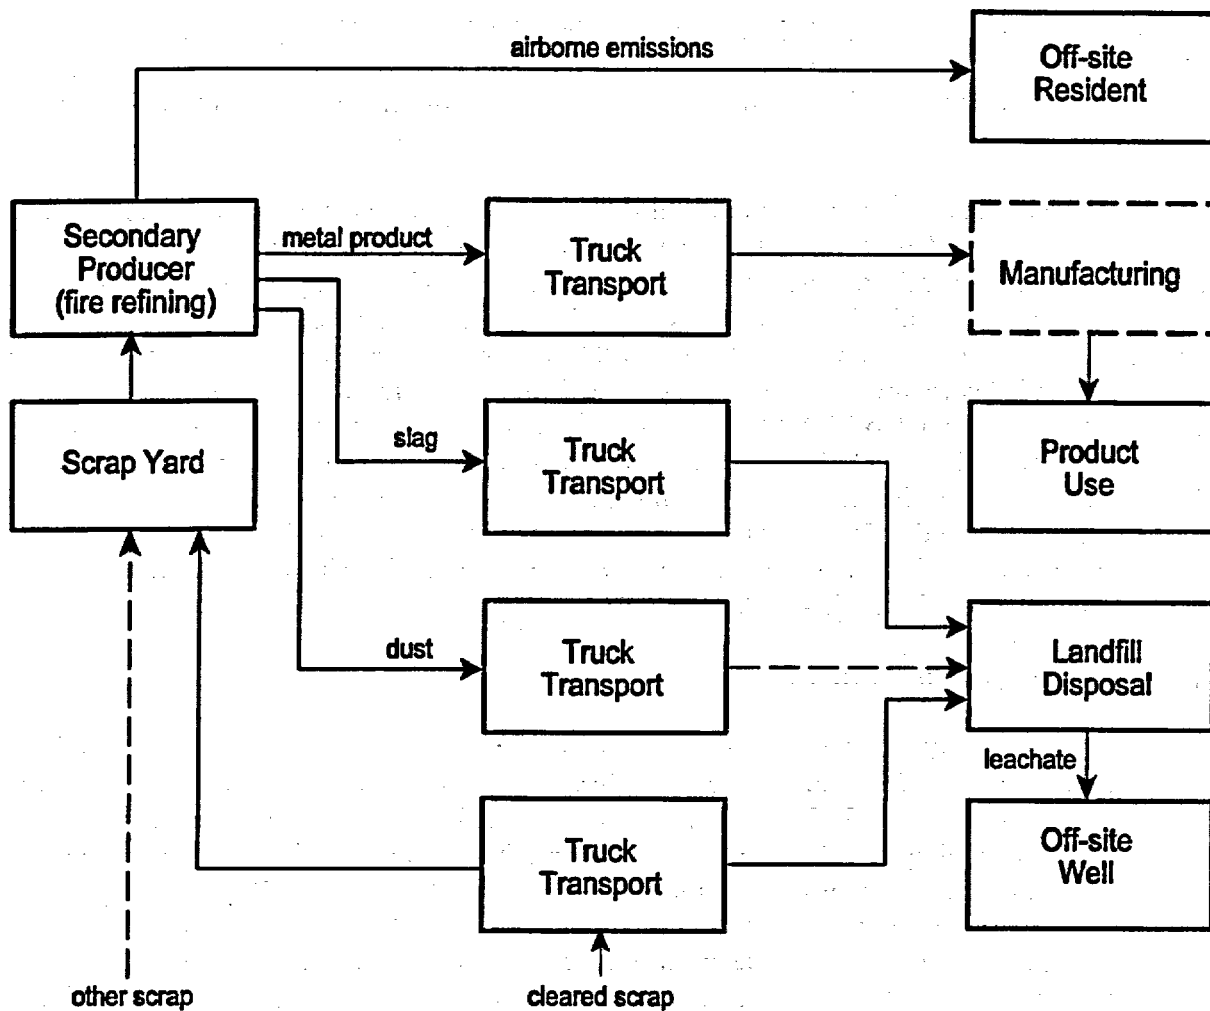 airborne emissions
Off-site
Resident
Secondary
Producer
(fire refining)
metal product
Truck
Transport
Manufacturing
Scrap Yard
slag
Truck
Transport
Product
Use
dust
Truck
Transport
Landfill
Disposal
leachate
Truck
Transport
Off-site
Well
other scrap
cleared scrap